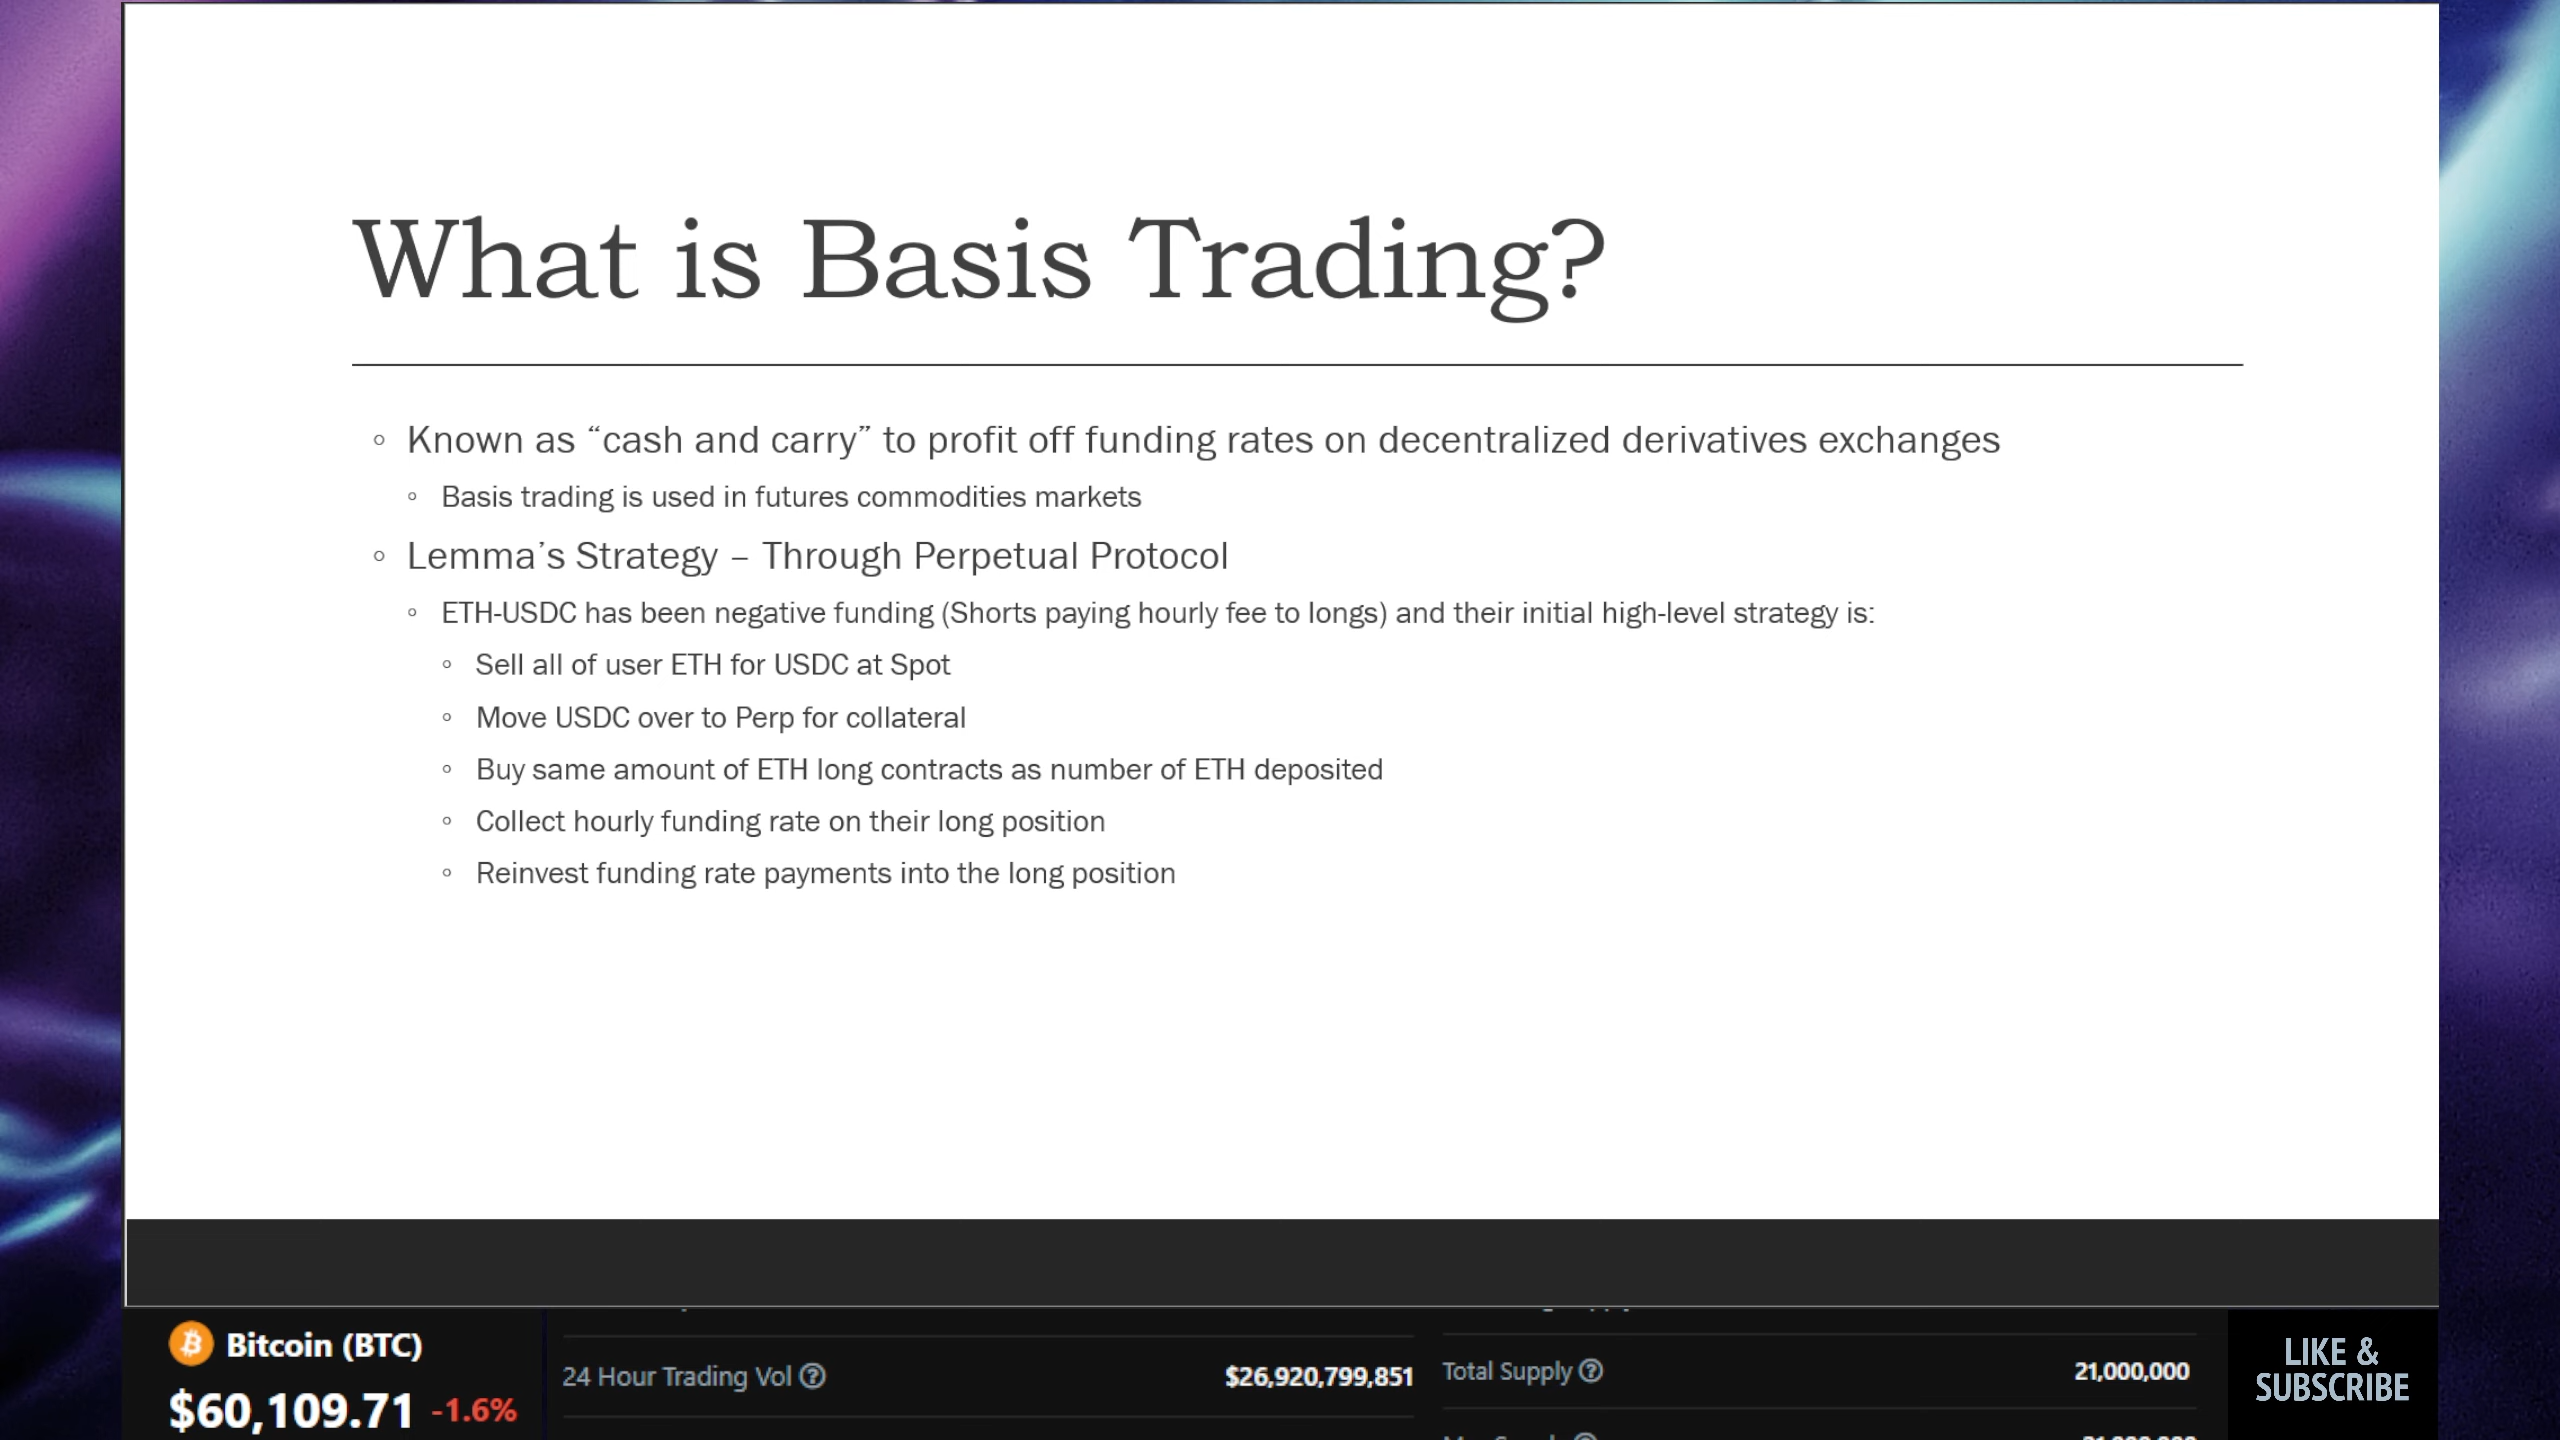 What is Basis Trading?
Known as “cash and carry” to profit off funding rates on decentralized derivatives exchanges
Basis trading is used in futures commodities markets
Lemma’s Strategy – Through Perpetual Protocol
ETH-USDC has been negative funding (Shorts paying hourly fee to longs) and their initial high-level strategy is:
Sell all of user ETH for USDC at Spot
Move USDC over to Perp for collateral
Buy same amount of ETH long contracts as number of ETH deposited
Collect hourly funding rate on their long position
Reinvest funding rate payments into the long position
Bitcoin (BTC)
$60,109.71 -1.6%
24 Hour Trading Vol $26,920,799,851
Total Supply 21,000,000
LIKE &
SUBSCRIBE